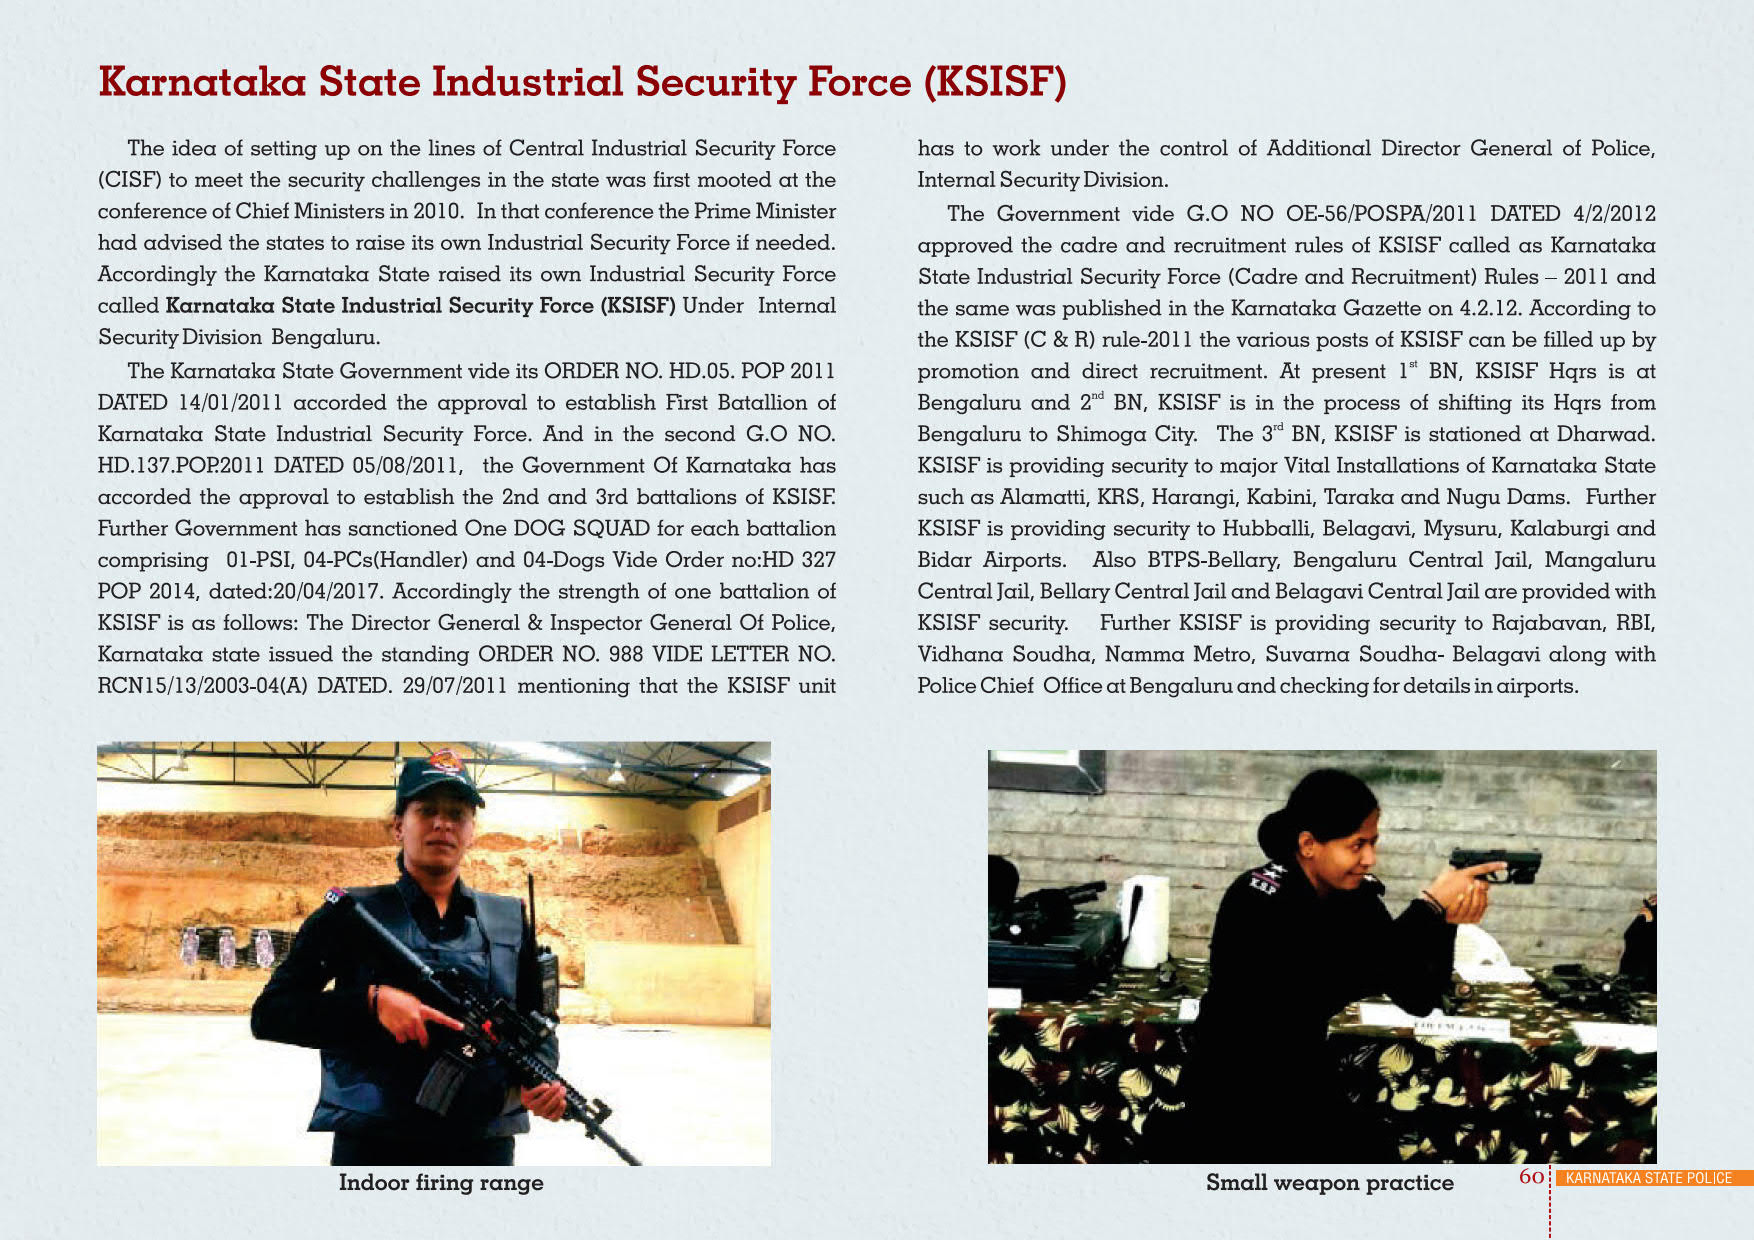 Karnataka State Industrial Security Force (KSISF)
The idea of setting up on the lines of Central Industrial Security Force
(CISF) to meet the security challenges in the state was first mooted at the
conference of Chief Ministers in 2010. In that conference the Prime Minister
had advised the states to raise its own Industrial Security Force if needed.
Accordingly the Karnataka State raised its own Industrial Security Force
called Karnataka State Industrial Security Force (KSISF) Under Internal
Security Division Bengaluru.
The Karnataka State Government vide its ORDER NO. HD.05. POP 2011
DATED 14/01/2011 accorded the approval to establish First Batallion of
Karnataka State Industrial Security Force. And in the second G.O NO.
HD.137.POP.2011 DATED 05/08/2011, the Government Of Karnataka has
accorded the approval to establish the 2nd and 3rd battalions of KSISF.
Further Government has sanctioned One DOG SQUAD for each battalion
comprising 01-PSI, 04-PCs(Handler) and 04-Dogs Vide Order no:HD 327
POP 2014, dated:20/04/2017. Accordingly the strength of one battalion of
KSISF is as follows: The Director General & Inspector General Of Police,
Karnataka state issued the standing ORDER NO. 988 VIDE LETTER NO.
RCN15/13/2003-04(A) DATED. 29/07/2011 mentioning that the KSISF unit
has to work under the control of Additional Director General of Police,
Internal Security Division.
The Government vide G.O NO OE-56/POSPA/2011 DATED 4/2/2012
approved the cadre and recruitment rules of KSISF called as Karnataka
State Industrial Security Force (Cadre and Recruitment) Rules – 2011 and
the same was published in the Karnataka Gazette on 4.2.12. According to
the KSISF (C & R) rule-2011 the various posts of KSISF can be filled up by
promotion and direct recruitment. At present 1st BN, KSISF Hqrs is at
Bengaluru and 2nd BN, KSISF is in the process of shifting its Hqrs from
Bengaluru to Shimoga City. The 3rd BN, KSISF is stationed at Dharwad.
KSISF is providing security to major Vital Installations of Karnataka State
such as Alamatti, KRS, Harangi, Kabini, Taraka and Nugu Dams. Further
KSISF is providing security to Hubballi, Belagavi, Mysuru, Kalaburgi and
Bidar Airports. Also BTPS-Bellary, Bengaluru Central Jail, Mangaluru
Central Jail, Bellary Central Jail and Belagavi Central Jail are provided with
KSISF security. Further KSISF is providing security to Rajabavan, RBI,
Vidhana Soudha, Namma Metro, Suvarna Soudha- Belagavi along with
Police Chief Office at Bengaluru and checking for details in airports.
K.S.P
Indoor firing range
Small weapon practice
60
KARNATAKA STATE POLICE